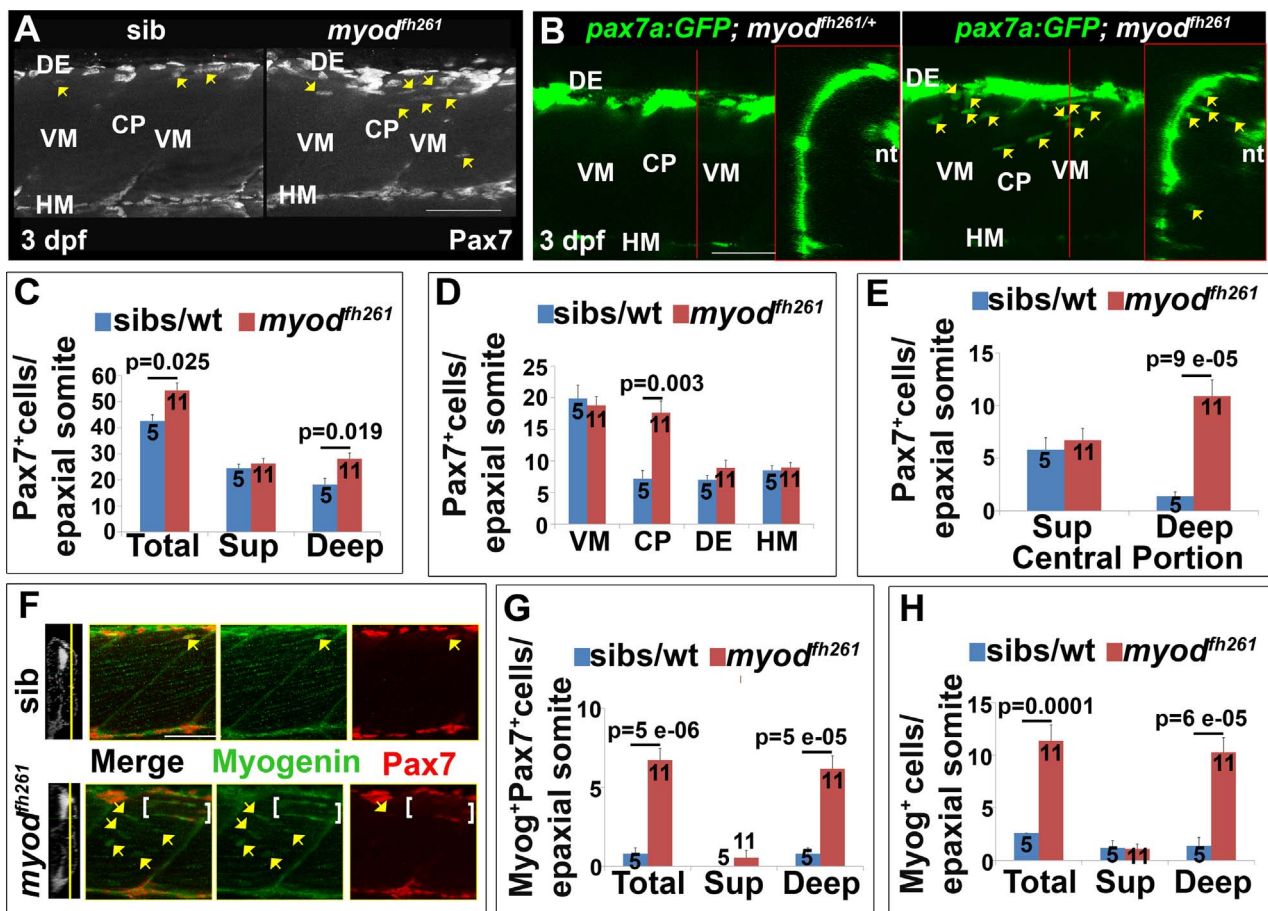 A
sib
myodfh261
DE
DE
VM
CP
VM
VM
CP
VM
HM
HM
3 dpf
Pax7
B
pax7a:GFP; myodfh261/+
pax7a:GFP; myodfh261
DE
DE
VM
CP
VM
nt
VM
CP
VM
nt
3 dpf
HM
HM
C
sibs/wt
myodfh261
Pax7+cells/
epaxial somite
60
50
40
30
20
10
0
p=0.025
p=0.019
5
11
5
11
5
11
Total
Sup
Deep
D
sibs/wt
myodfh261
Pax7+cells/
epaxial somite
25
20
15
10
5
0
p=0.003
5
11
5
11
5
11
5
11
VM
CP
DE
HM
E
sibs/wt
myodfh261
Pax7+cells/
epaxial somite
15
10
5
0
p=9 e-05
5
11
5
11
Sup
Deep
Central Portion
F
sib
Merge
Myogenin
Pax7
myodfh261
[ ]
[ ]
[ ]
G
sibs/wt
myodfh261
Myog+Pax7+cells/
epaxial somite
10
5
0
p=5 e-06
p=5 e-05
5
11
5
11
5
11
Total
Sup
Deep
H
sibs/wt
myodfh261
Myog+ cells/
epaxial somite
15
10
5
0
p=0.0001
p=6 e-05
5
11
5
11
5
11
Total
Sup
Deep